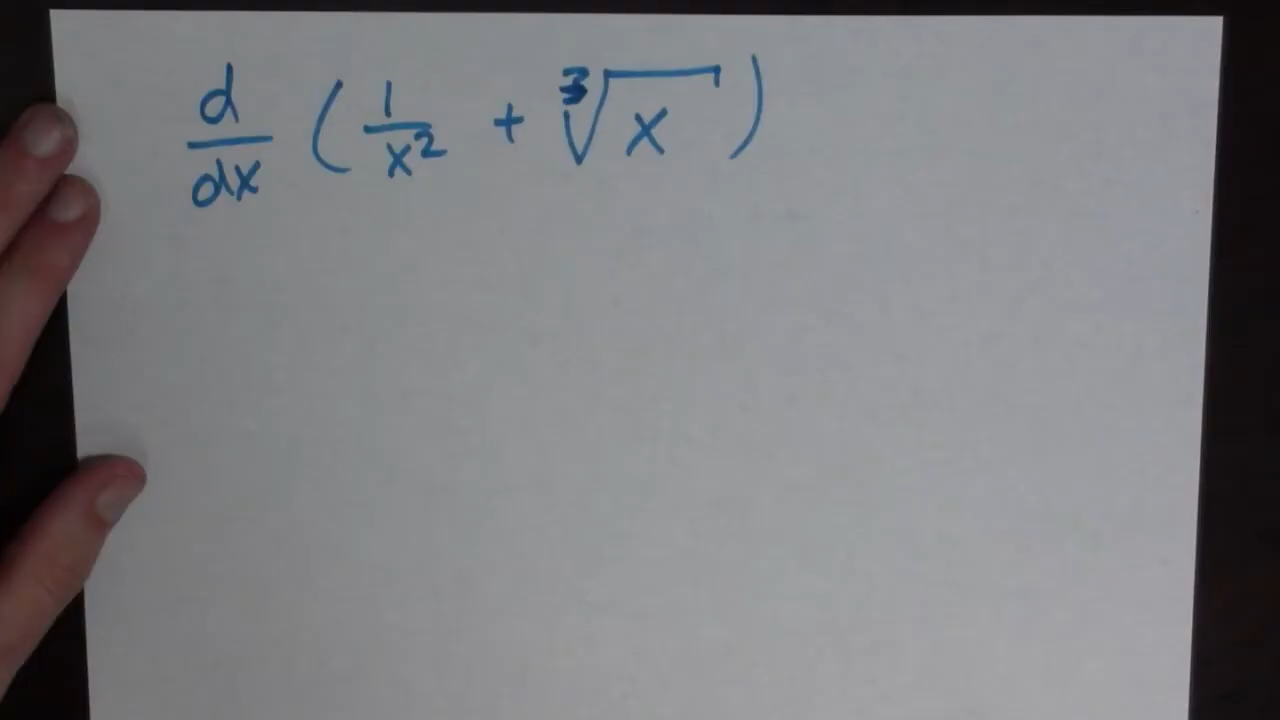 d/dx ( 1/x² + ∛x )